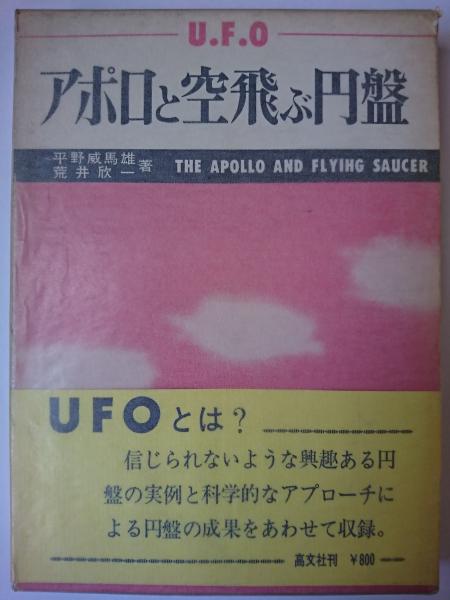 U.F.O
アポロと空飛ぶ円盤
平野威馬雄
荒井欣一
著
THE APOLLO AND FLYIHG SAUCER
UFOとは?
信じられないような興趣ある円
盤の実例と科学的なアプローチに
よる円盤の成果をあわせて収録。
高文社刊 ¥800